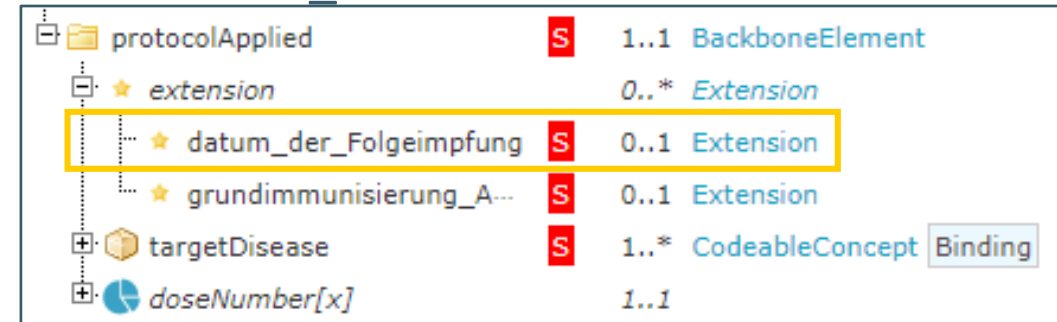 protocolApplied S 1..1 BackboneElement
extension 0..* Extension
datum_der_Folgeimpfung S 0..1 Extension
grundimmunisierung_A... S 0..1 Extension
targetDisease S 1..* CodeableConcept Binding
doseNumber[x] 1..1